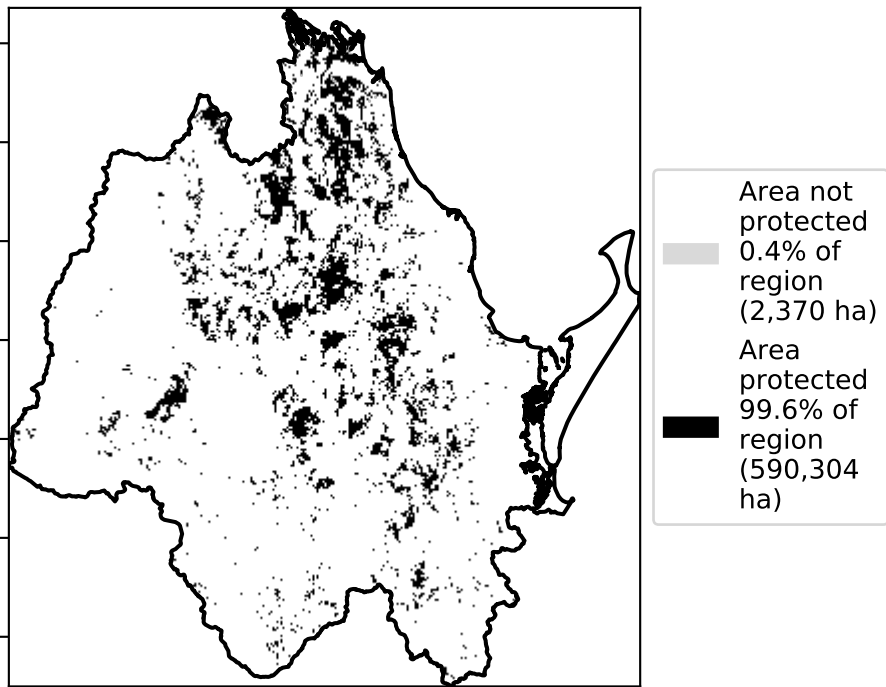 Area not
protected
0.4% of
region
(2,370 ha)
Area
protected
99.6% of
region
(590,304
ha)